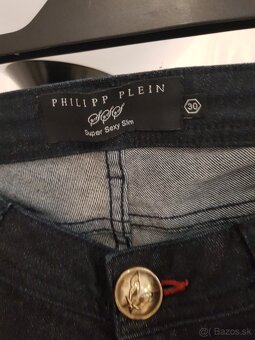 PHILIPP PLEIN
SSS
Super Sexy Slim
30
Bazos.sk